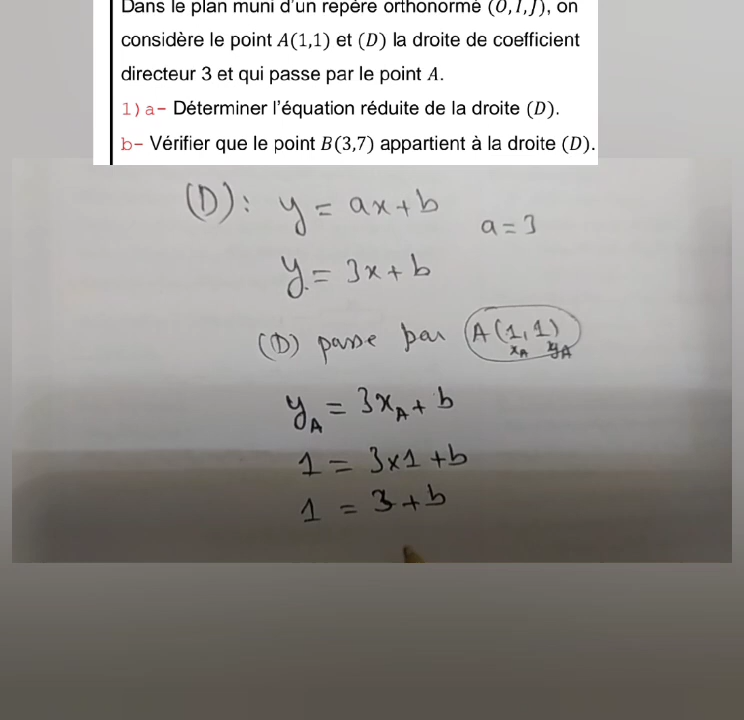 Dans le plan muni d'un repère orthonormé (O,I,J), on
considère le point A(1,1) et (D) la droite de coefficient
directeur 3 et qui passe par le point A.
1) a- Déterminer l'équation réduite de la droite (D).
b- Vérifier que le point B(3,7) appartient à la droite (D).
(D): y = ax+b
a=3
y = 3x+b
(D) passe par A(1,1)
xA yA
yA = 3xA+b
1 = 3x1+b
1 = 3+b